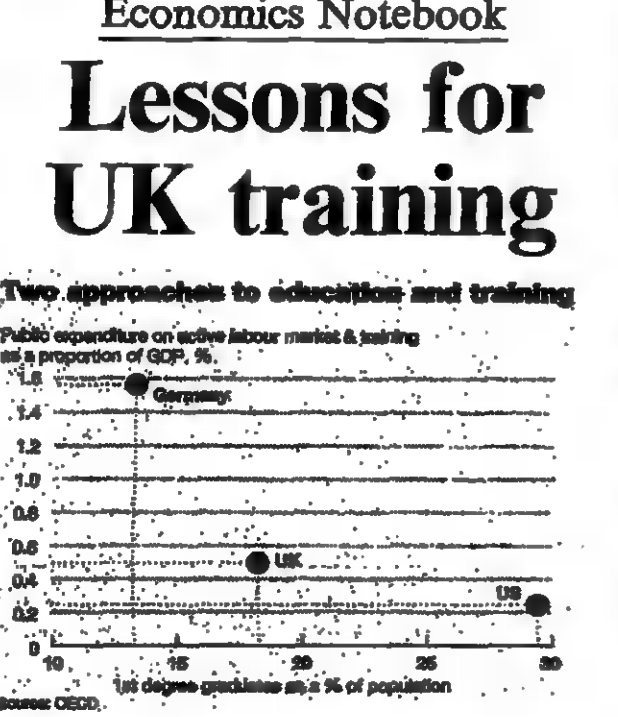 Economics Notebook
Lessons for
UK training
Two approaches to education and training
Public expenditure on active labour market & training
as a proportion of GDP, %
1.6
Germany
1.4
1.2
1.0
0.8
0.6
UK
0.4
US
0.2
0
10 15 20 25 30
1st degree graduates as a % of population
Source: OECD